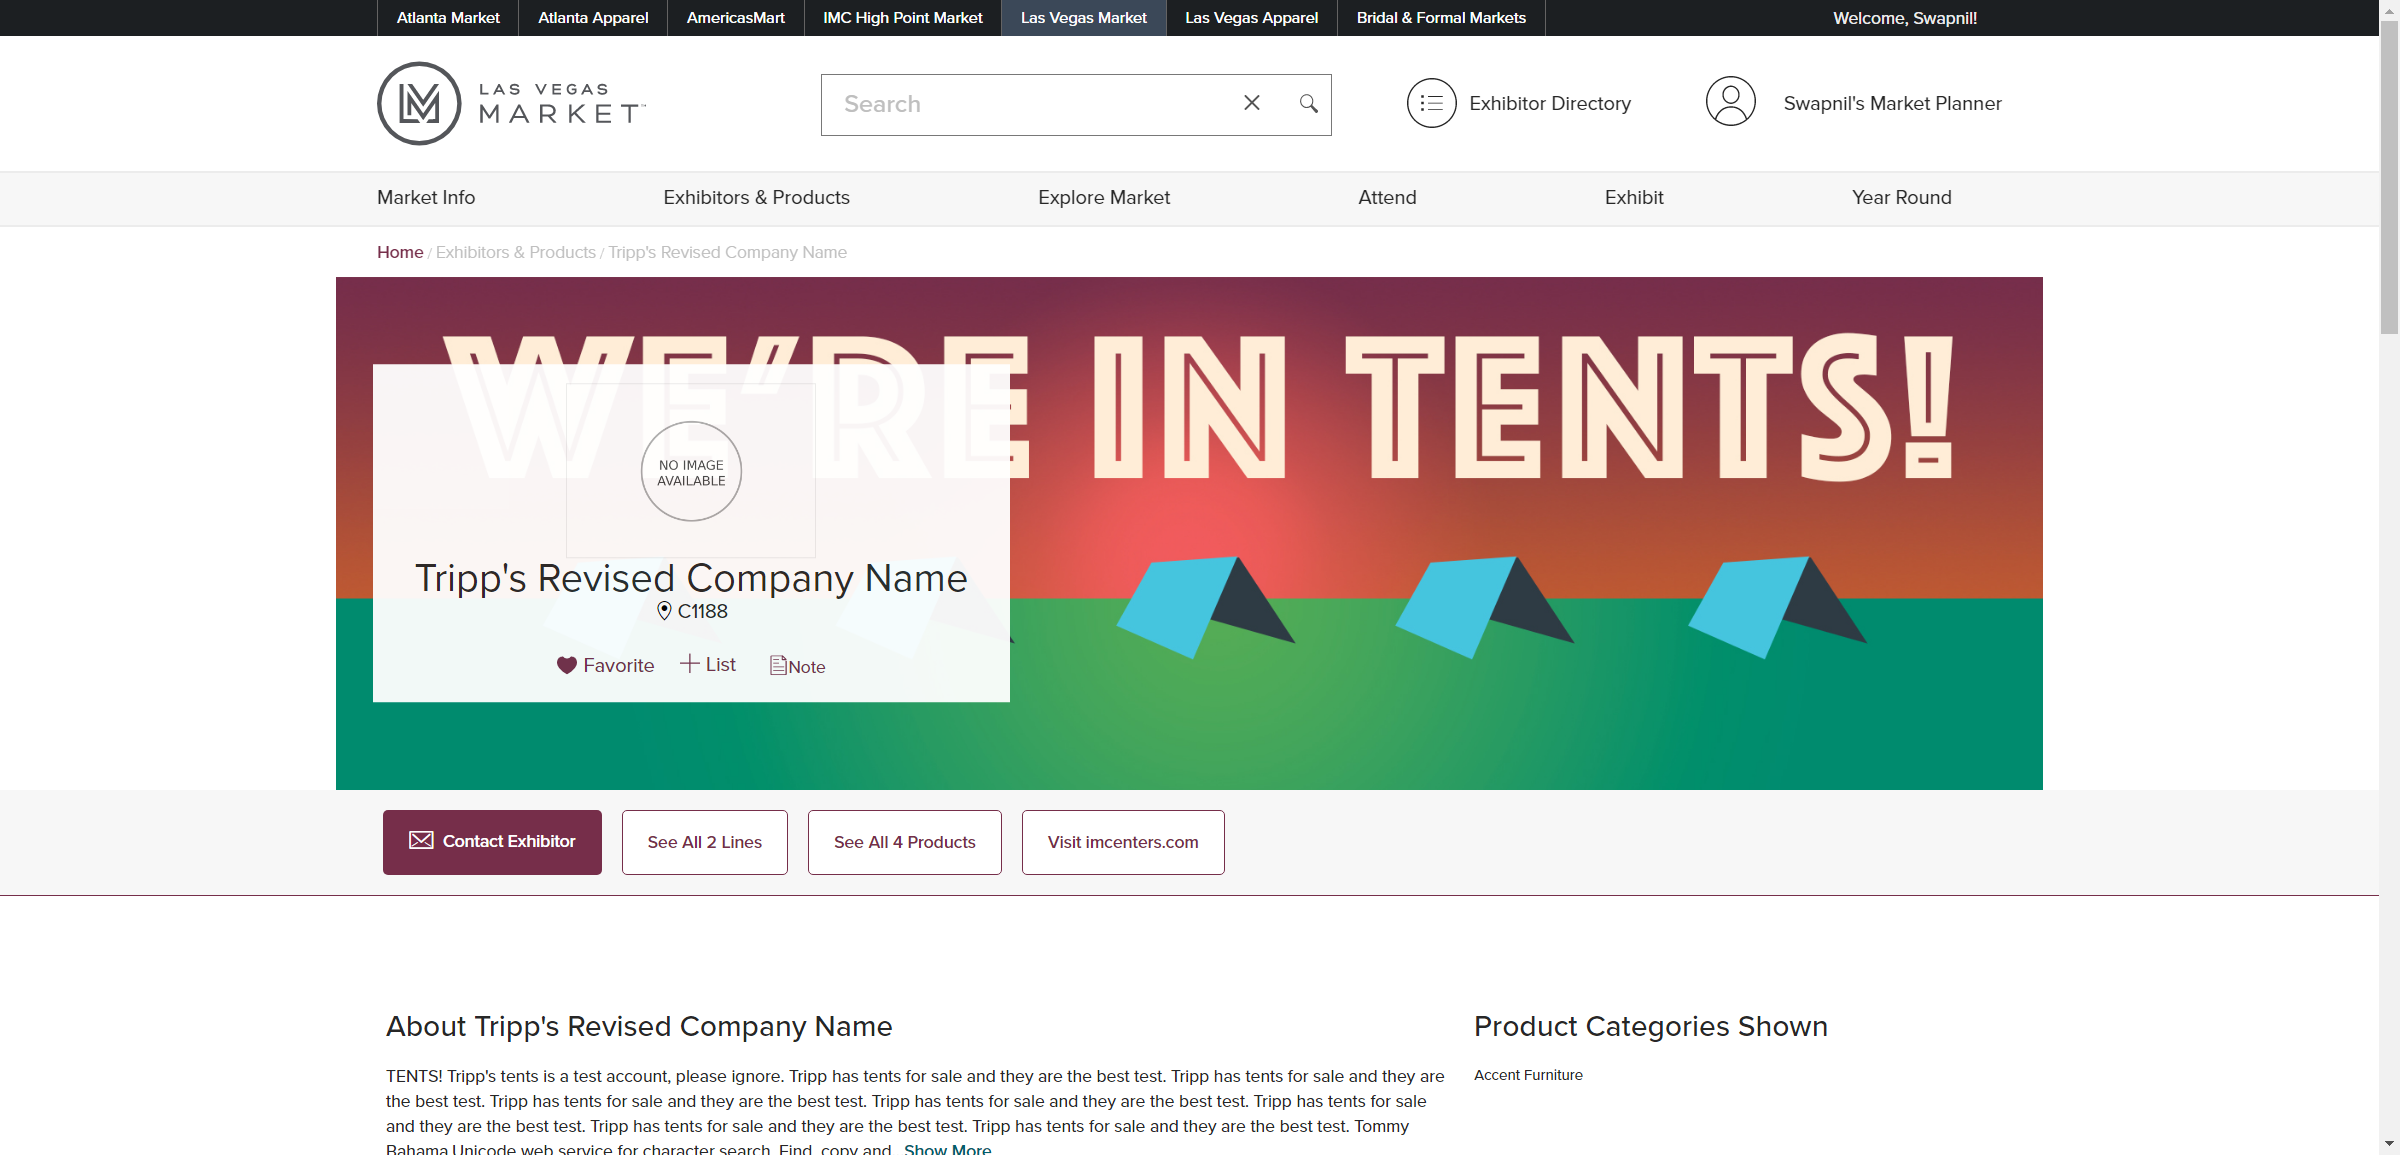 Atlanta Market
Atlanta Apparel
AmericasMart
IMC High Point Market
Las Vegas Market
Las Vegas Apparel
Bridal & Formal Markets
Welcome, Swapnil!
LM
LAS VEGAS
MARKET™
Search
Exhibitor Directory
Swapnil's Market Planner
Market Info
Exhibitors & Products
Explore Market
Attend
Exhibit
Year Round
Home / Exhibitors & Products / Tripp's Revised Company Name
WE'RE IN TENTS!
NO IMAGE
AVAILABLE
Tripp's Revised Company Name
C1188
Favorite
List
Note
Contact Exhibitor
See All 2 Lines
See All 4 Products
Visit imcenters.com
About Tripp's Revised Company Name
TENTS! Tripp's tents is a test account, please ignore. Tripp has tents for sale and they are the best test. Tripp has tents for sale and they are
the best test. Tripp has tents for sale and they are the best test. Tripp has tents for sale and they are the best test. Tripp has tents for sale
and they are the best test. Tripp has tents for sale and they are the best test. Tripp has tents for sale and they are the best test. Tommy
Bahama Unicode web service for character search. Find, copy and... Show More
Product Categories Shown
Accent Furniture